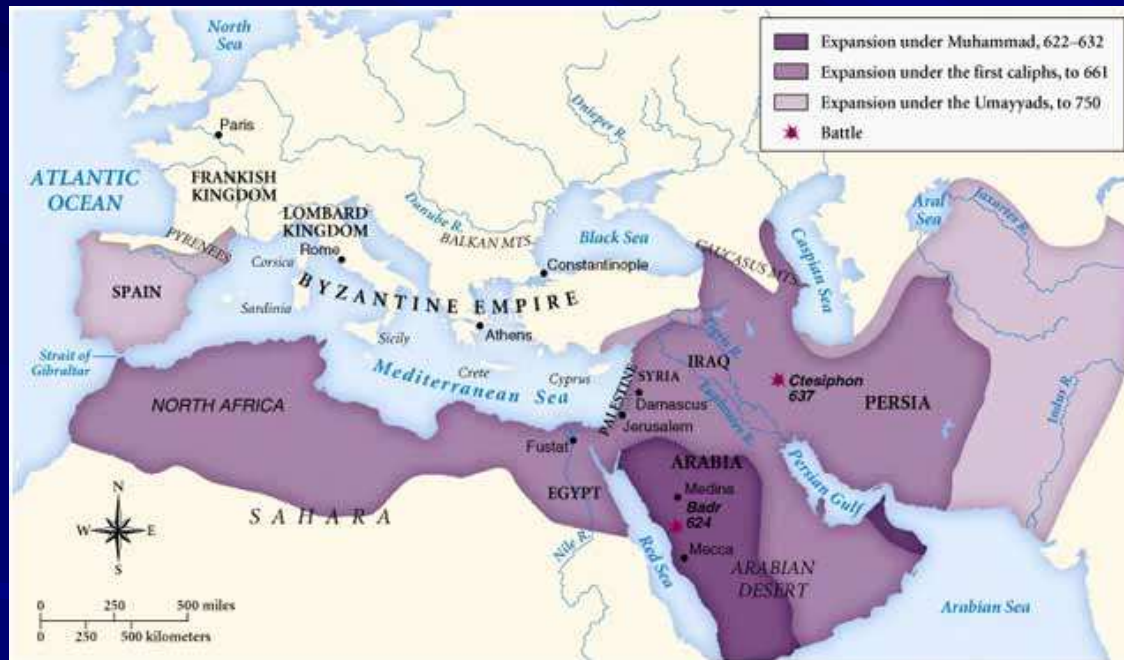 North
Sea
Expansion under Muhammad, 622–632
Expansion under the first caliphs, to 661
Expansion under the Umayyads, to 750
Battle
Dnieper R.
Paris
ATLANTIC
OCEAN
FRANKISH
KINGDOM
LOMBARD
KINGDOM
Danube R.
BALKAN MTS.
Black Sea
CAUCASUS MTS.
Caspian Sea
Aral
Sea
Jaxartes R.
PYRENEES
Corsica
Rome
Constantinople
SPAIN
BYZANTINE EMPIRE
Sardinia
Sicily
Athens
Strait of
Gibraltar
Mediterranean Sea
Crete
Cyprus
Tigris R.
IRAQ
SYRIA
PALESTINE
Ctesiphon
637
NORTH AFRICA
Damascus
Euphrates R.
PERSIA
Indus R.
Jerusalem
Fustat
ARABIA
Persian Gulf
EGYPT
Medina
Badr
624
SAHARA
Nile R.
Red Sea
Mecca
ARABIAN
DESERT
Arabian Sea
N
W
E
S
0 250 500 miles
0 250 500 kilometers